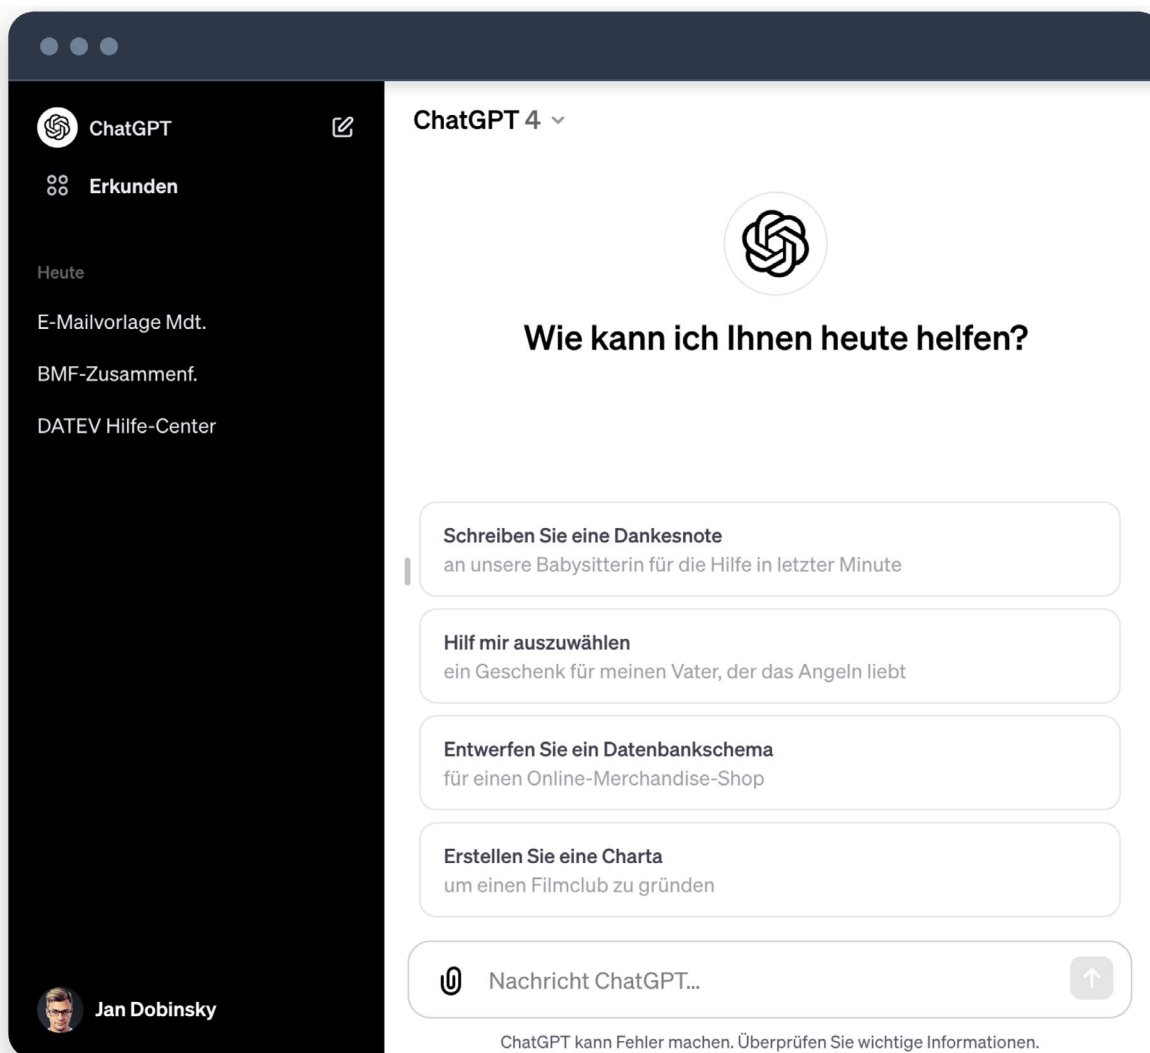 ChatGPT
Erkunden
Heute
E-Mailvorlage Mdt.
BMF-Zusammenf.
DATEV Hilfe-Center
Jan Dobinsky
ChatGPT 4
Wie kann ich Ihnen heute helfen?
Schreiben Sie eine Dankesnote
an unsere Babysitterin für die Hilfe in letzter Minute
Hilf mir auszuwählen
ein Geschenk für meinen Vater, der das Angeln liebt
Entwerfen Sie ein Datenbankschema
für einen Online-Merchandise-Shop
Erstellen Sie eine Charta
um einen Filmclub zu gründen
Nachricht ChatGPT...
ChatGPT kann Fehler machen. Überprüfen Sie wichtige Informationen.